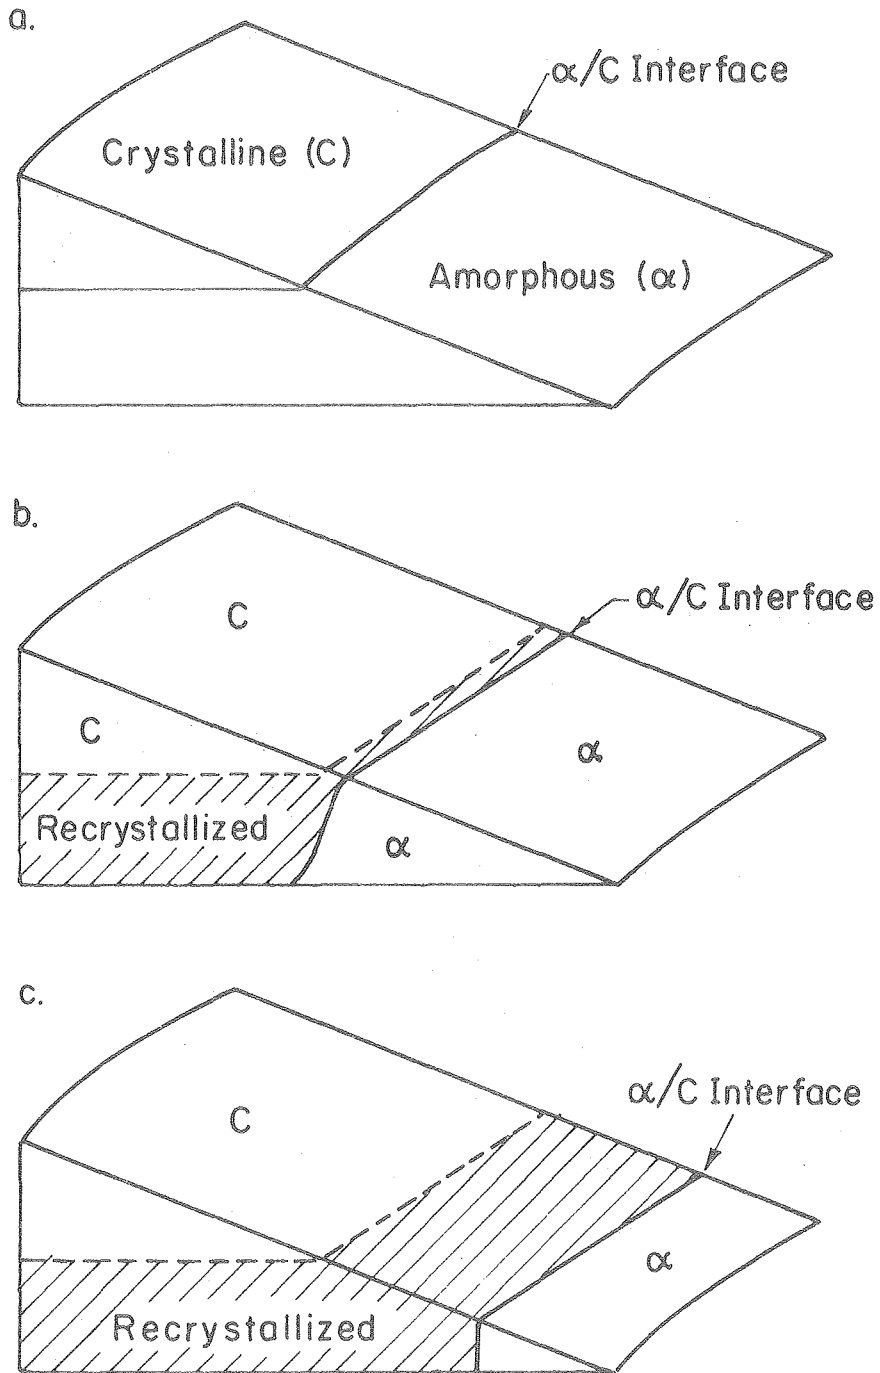 a.
α/C Interface
Crystalline (C)
Amorphous (α)
b.
C
α/C Interface
C
α
Recrystallized
α
c.
α/C Interface
C
α
Recrystallized